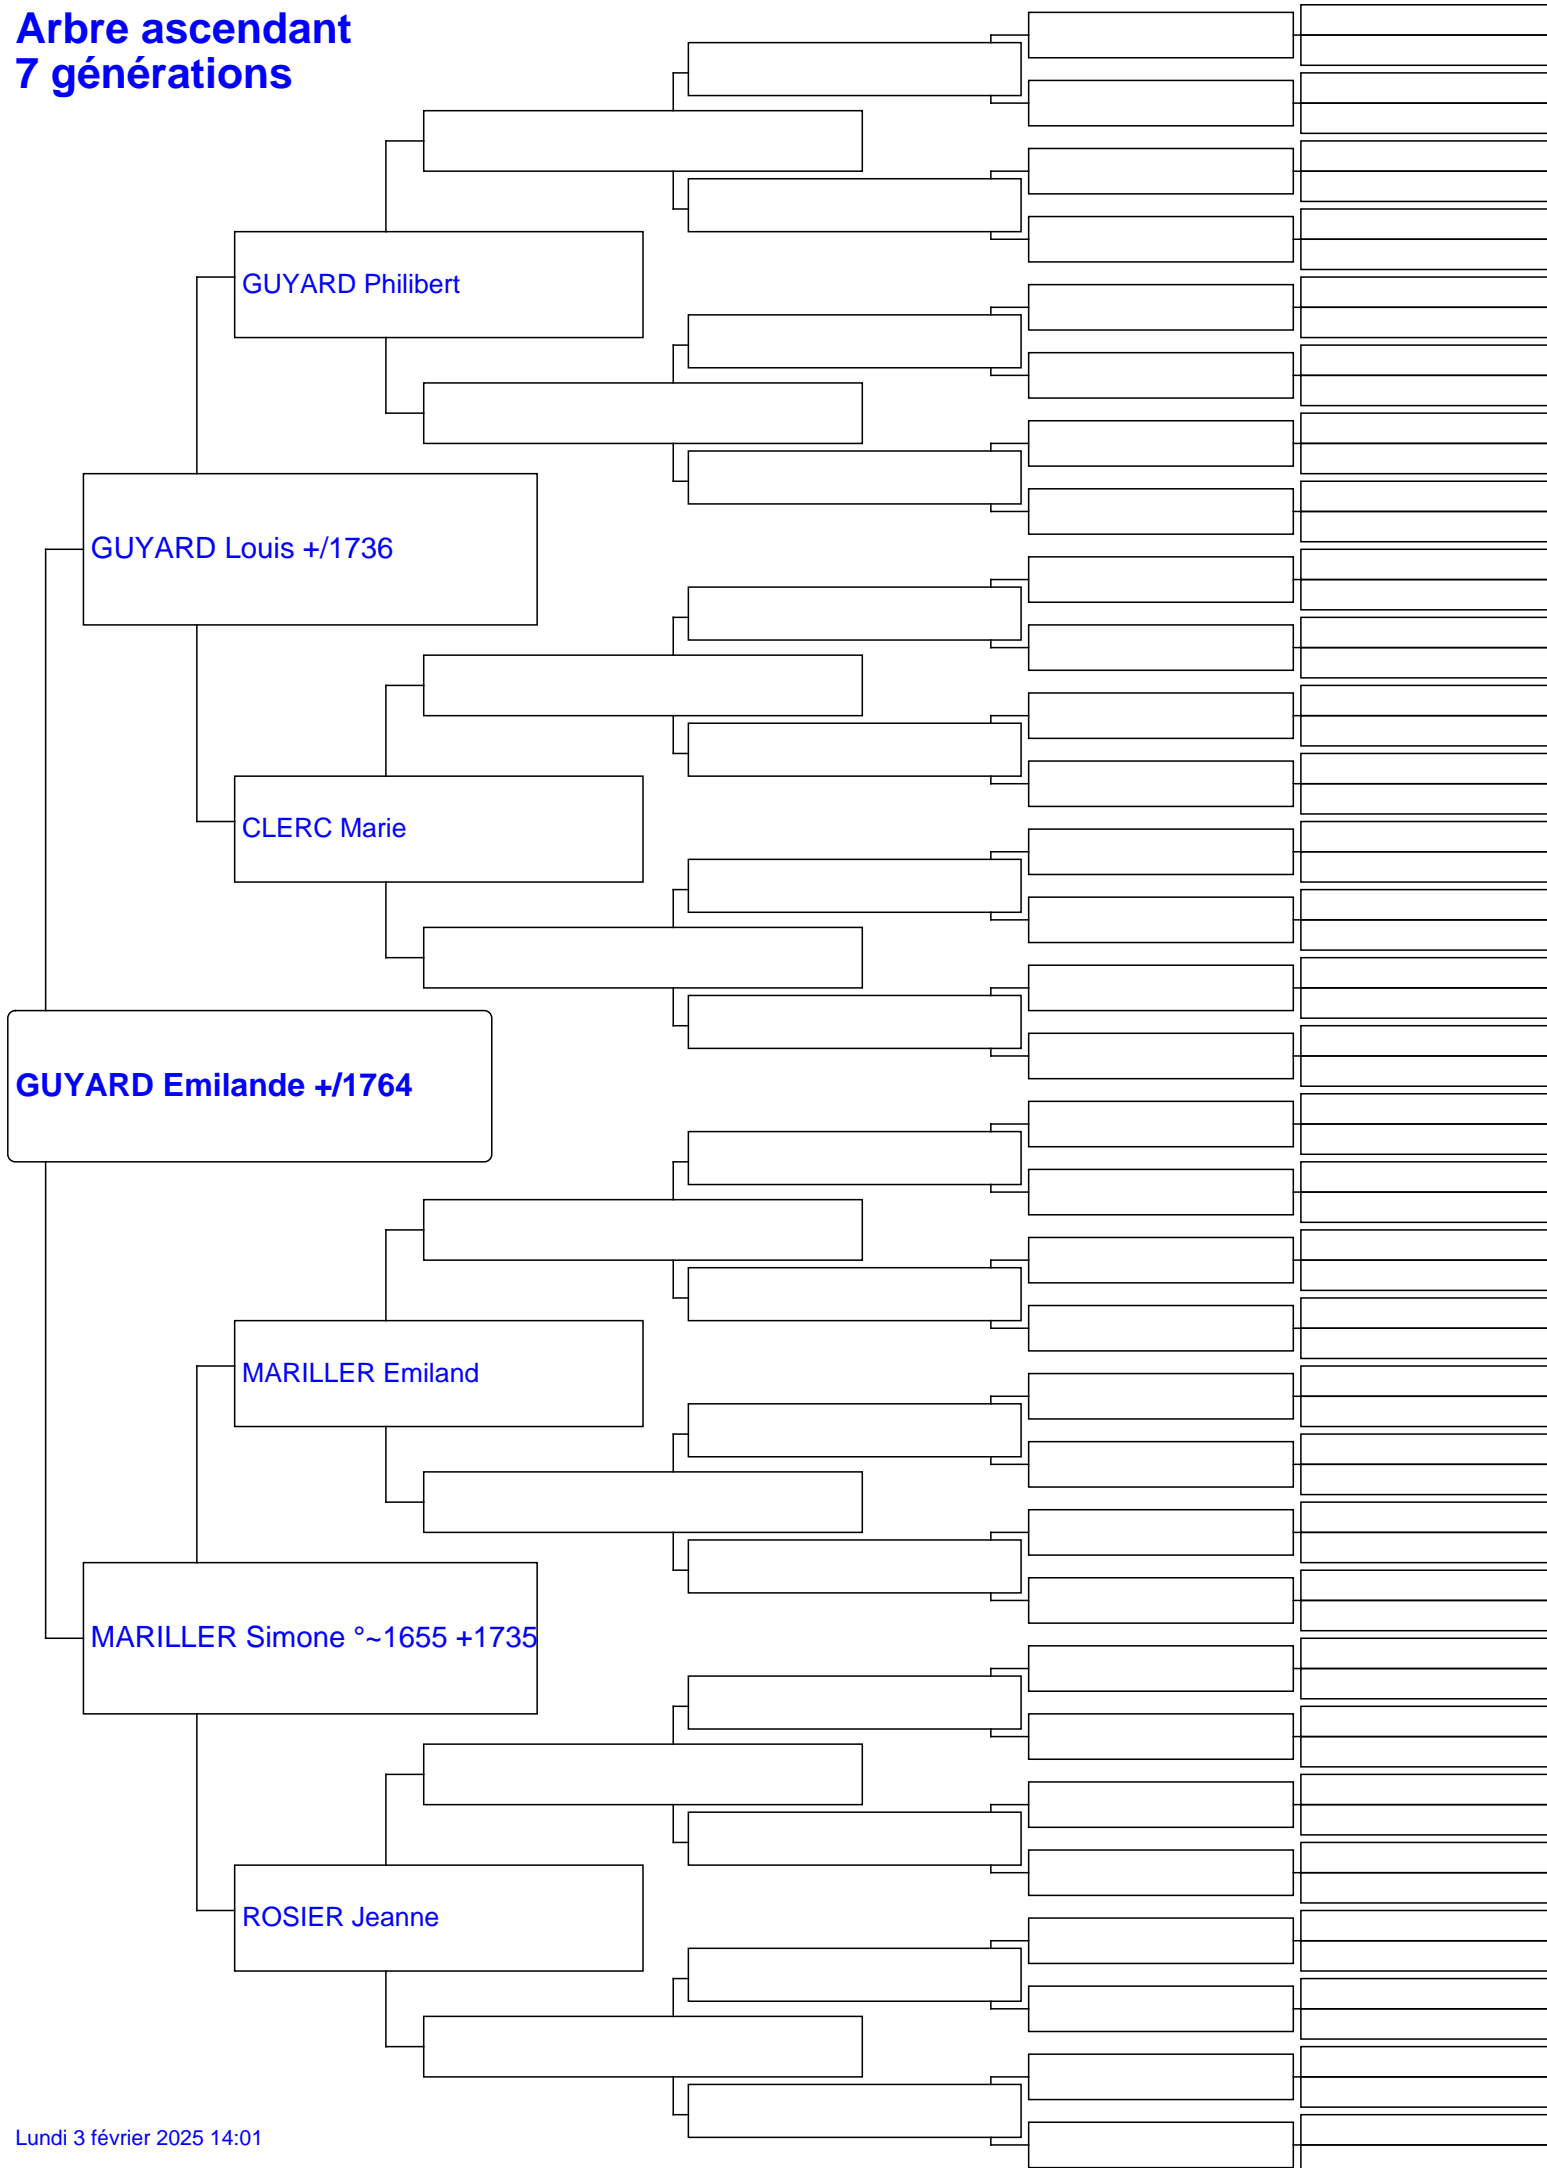 Arbre ascendant
7 générations
GUYARD Philibert
GUYARD Louis +/1736
CLERC Marie
GUYARD Emilande +/1764
MARILLER Emiland
MARILLER Simone °~1655 +1735
ROSIER Jeanne
Lundi 3 février 2025 14:01